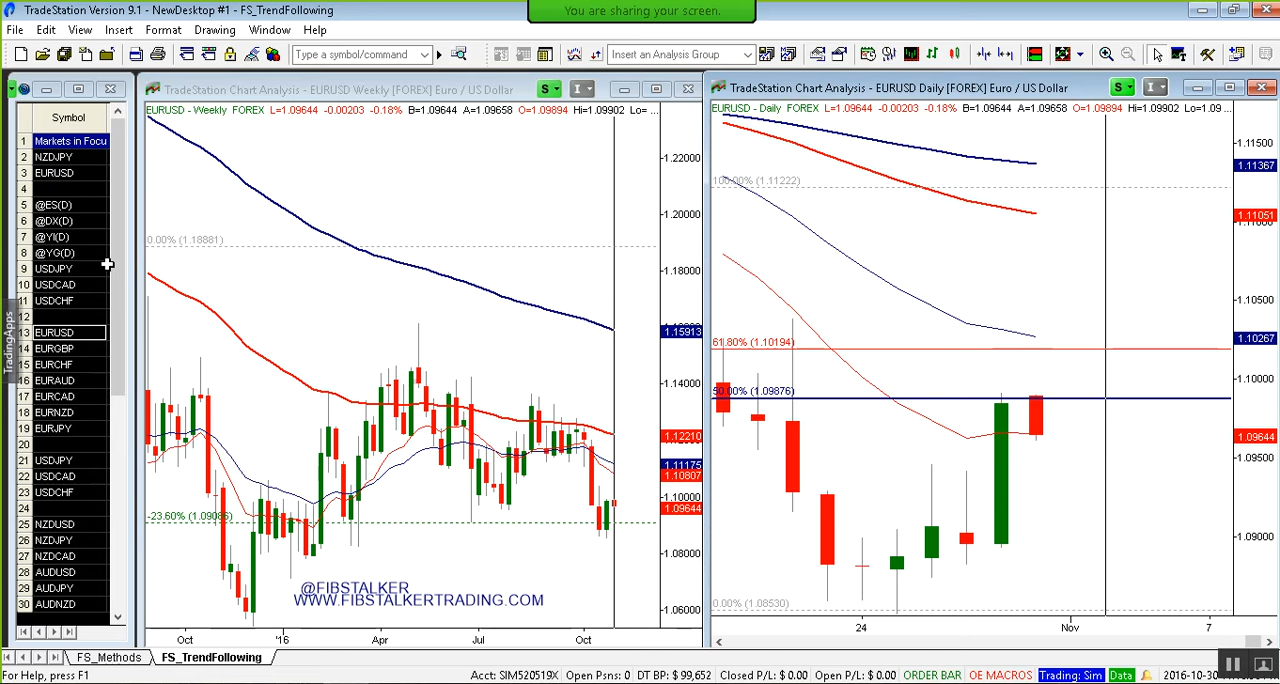 TradeStation Version 9.1 - NewDesktop #1 - FS_TrendFollowing
You are sharing your screen.
File Edit View Insert Format Drawing Window Help
Type a symbol/command
Insert an Analysis Group
TradeStation Chart Analysis - EURUSD Weekly [FOREX] Euro / US Dollar
S
I
TradeStation Chart Analysis - EURUSD Daily [FOREX] Euro / US Dollar
S
I
Symbol
1 Markets in Focu
2 NZDJPY
3 EURUSD
4
5 @ES(D)
6 @DX(D)
7 @YI(D)
8 @YG(D)
9 USDJPY
10 USDCAD
11 USDCHF
12
13 EURUSD
14 EURGBP
15 EURCHF
16 EURAUD
17 EURCAD
18 EURNZD
19 EURJPY
20
21 USDJPY
22 USDCAD
23 USDCHF
24
25 NZDUSD
26 NZDJPY
27 NZDCAD
28 AUDUSD
29 AUDJPY
30 AUDNZD
TradingApps
EURUSD - Weekly FOREX L=1.09644 -0.00203 -0.18% B=1.09644 A=1.09658 O=1.09894 Hi=1.09902 Lo= ...
1.22000
1.20000
0.00% (1.18881)
1.18000
1.15913
1.14000
1.12210
1.11175
1.10807
1.10000
1.09644
-23.60% (1.09086)
1.08000
1.06000
@FIBSTALKER
WWW.FIBSTALKERTRADING.COM
Oct '16 Apr Jul Oct
EURUSD - Daily FOREX L=1.09644 -0.00203 -0.18% B=1.09644 A=1.09658 O=1.09894 Hi=1.09902 Lo=1.09...
1.11500
1.11367
100.00% (1.11222)
1.11051
1.10500
1.10267
61.80% (1.10194)
1.10000
50.00% (1.09876)
1.09644
1.09500
1.09000
0.00% (1.08530)
24 Nov 7
FS_Methods FS_TrendFollowing
For Help, press F1
Acct: SIM520519X Open Psns: 0 DT BP: $ 99,652 Closed P/L: $ 0.00 Open P/L: $ 0.00 ORDER BAR OE MACROS Trading: Sim Data